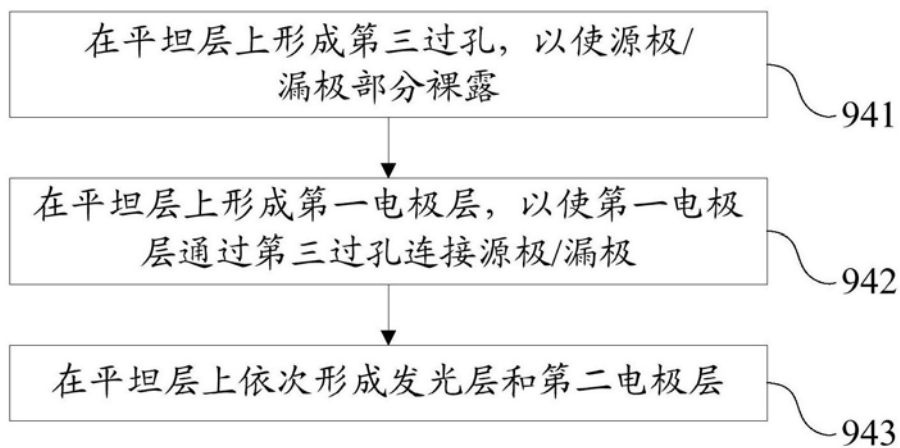 在平坦层上形成第三过孔，以使源极/
漏极部分裸露
941
在平坦层上形成第一电极层，以使第一电极
层通过第三过孔连接源极/漏极
942
在平坦层上依次形成发光层和第二电极层
943